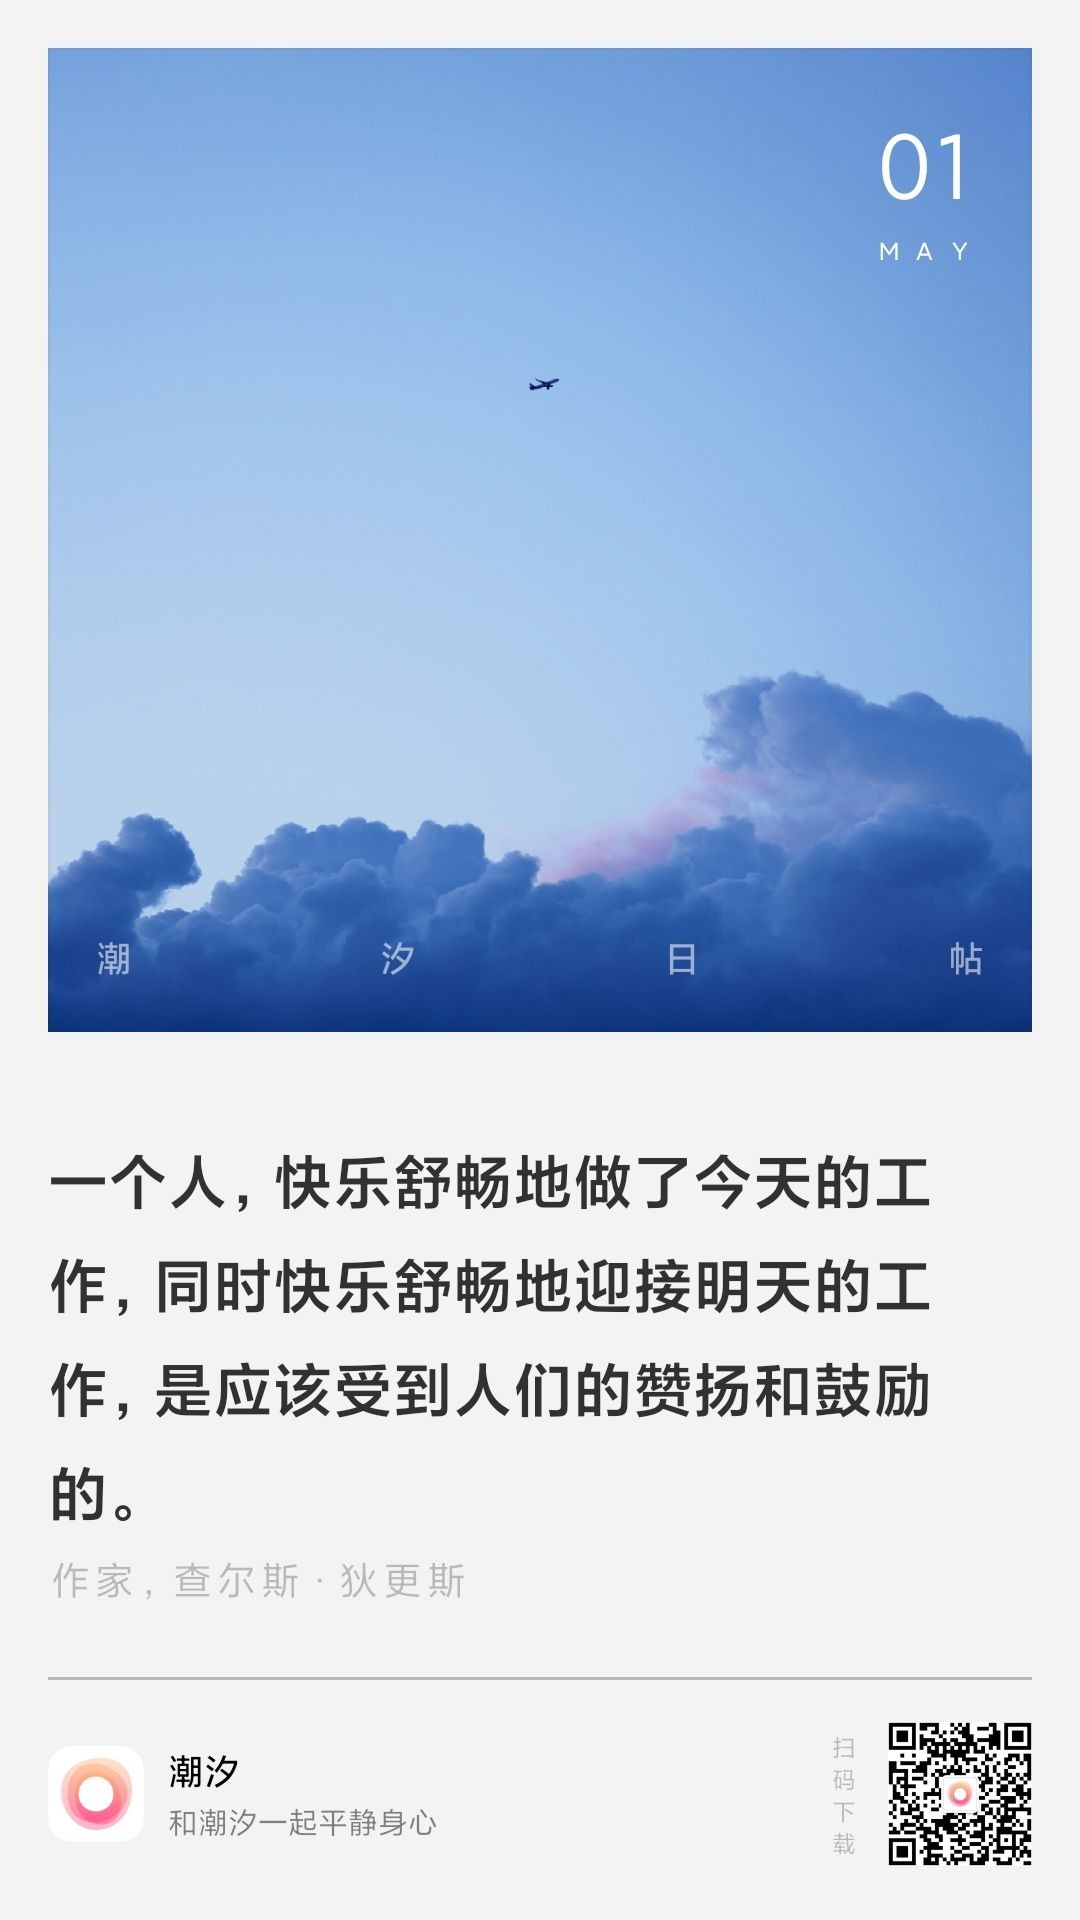 01
MAY
潮汐日帖
一个人，快乐舒畅地做了今天的工
作，同时快乐舒畅地迎接明天的工
作，是应该受到人们的赞扬和鼓励
的。
作家，查尔斯·狄更斯
潮汐
和潮汐一起平静身心
扫码下载